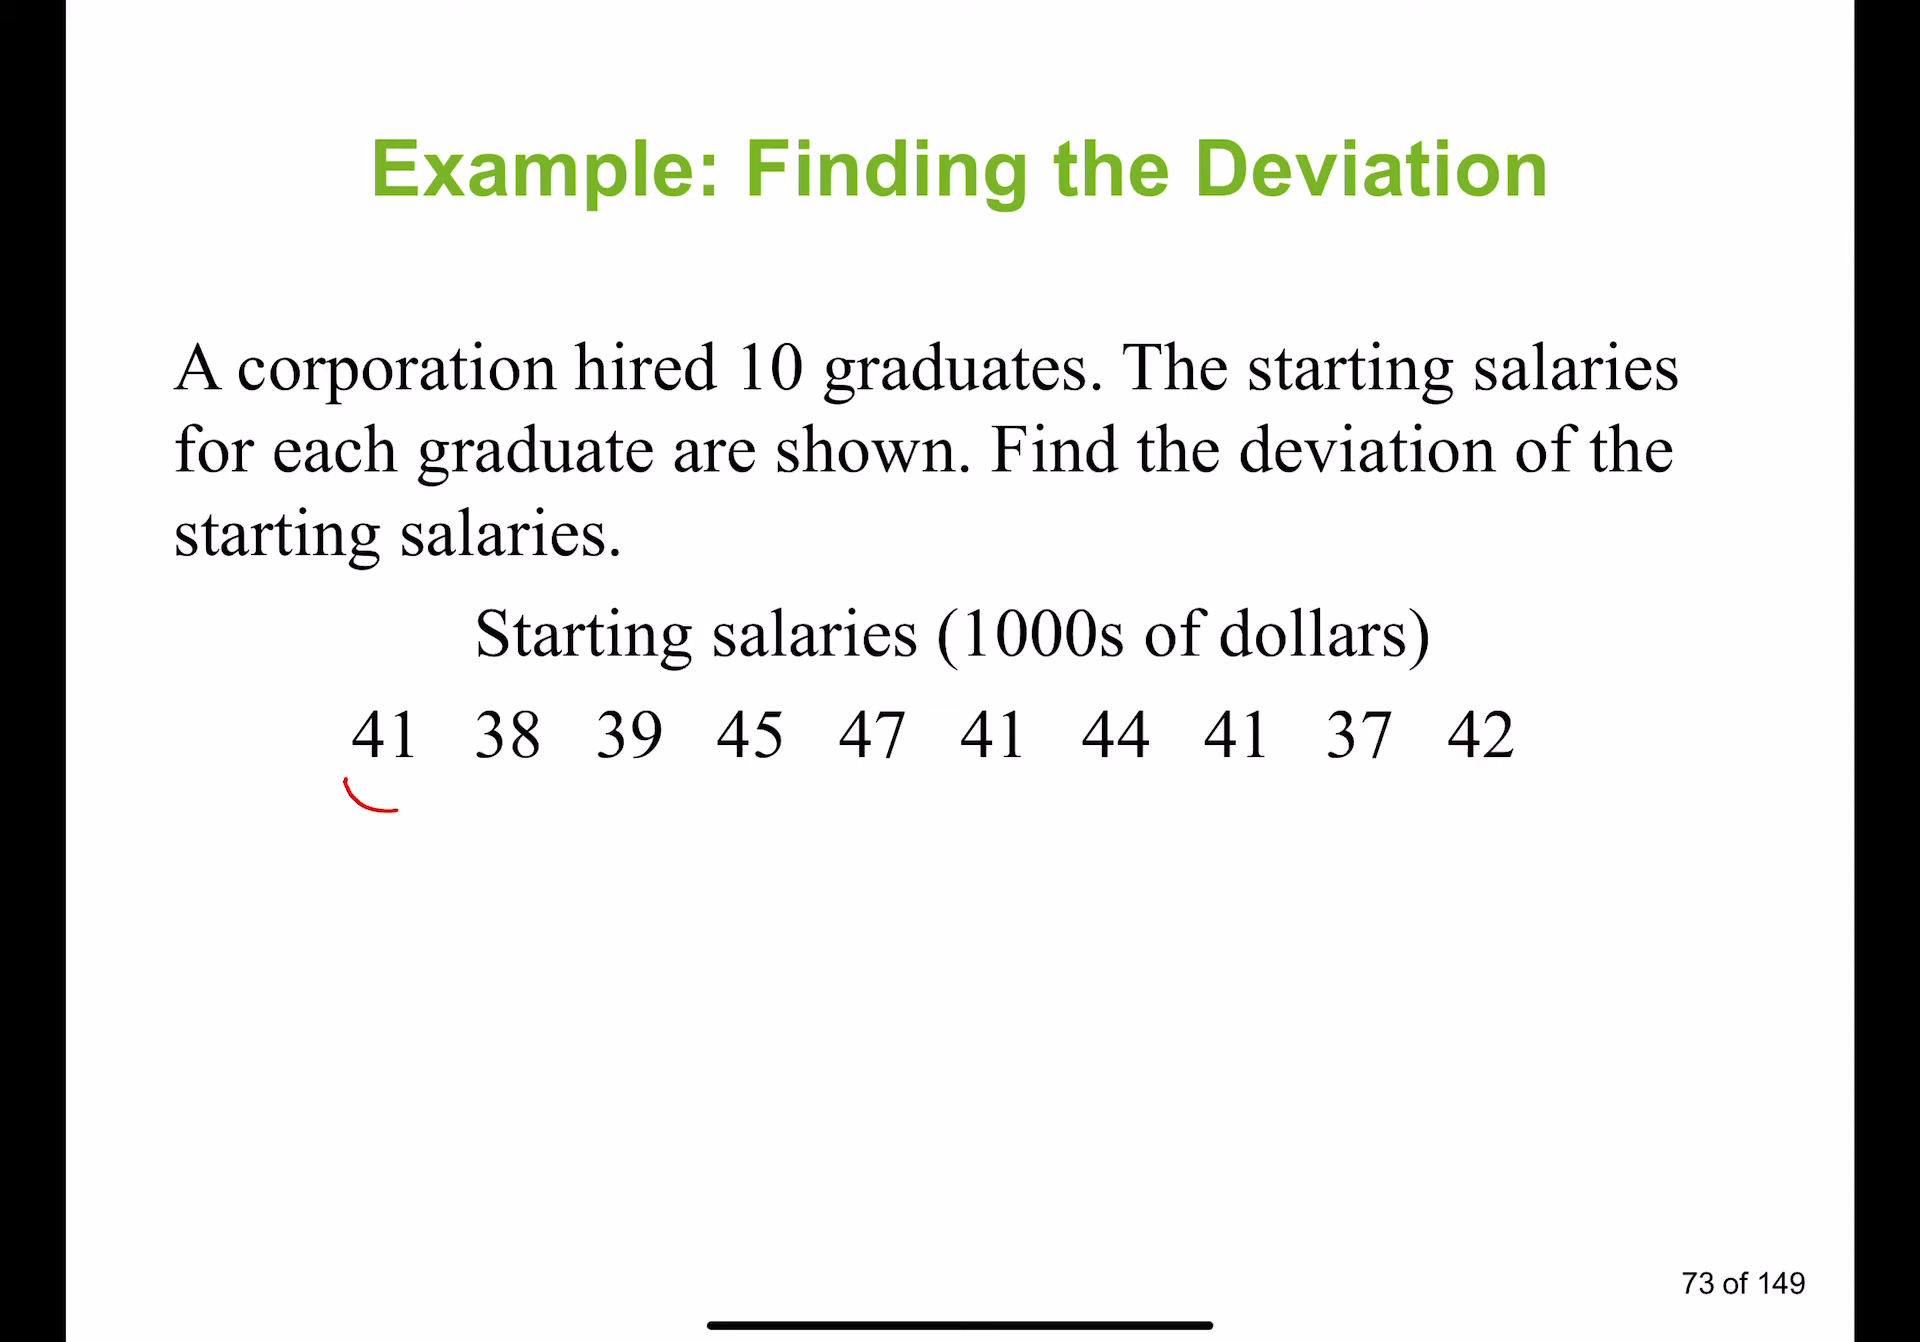 Example: Finding the Deviation
A corporation hired 10 graduates. The starting salaries
for each graduate are shown. Find the deviation of the
starting salaries.
Starting salaries (1000s of dollars)
41 38 39 45 47 41 44 41 37 42
73 of 149